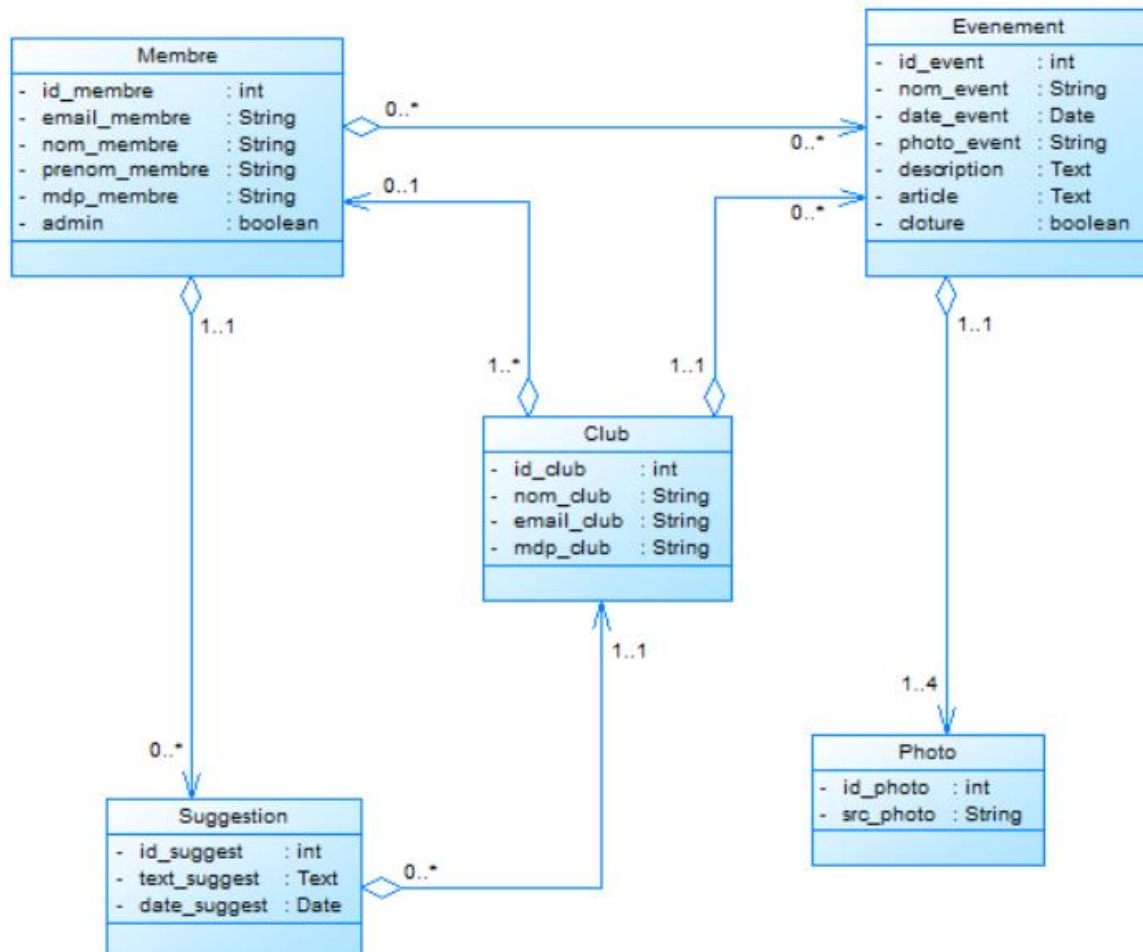 Membre
- id_membre : int
- email_membre : String
- nom_membre : String
- prenom_membre : String
- mdp_membre : String
- admin : boolean
Evenement
- id_event : int
- nom_event : String
- date_event : Date
- photo_event : String
- description : Text
- article : Text
- cloture : boolean
0..*
0..*
0..1
0..*
1..1
1..1
1..*
1..1
Club
- id_club : int
- nom_club : String
- email_club : String
- mdp_club : String
1..1
1..4
0..*
Photo
- id_photo : int
- src_photo : String
Suggestion
- id_suggest : int
- text_suggest : Text
- date_suggest : Date
0..*